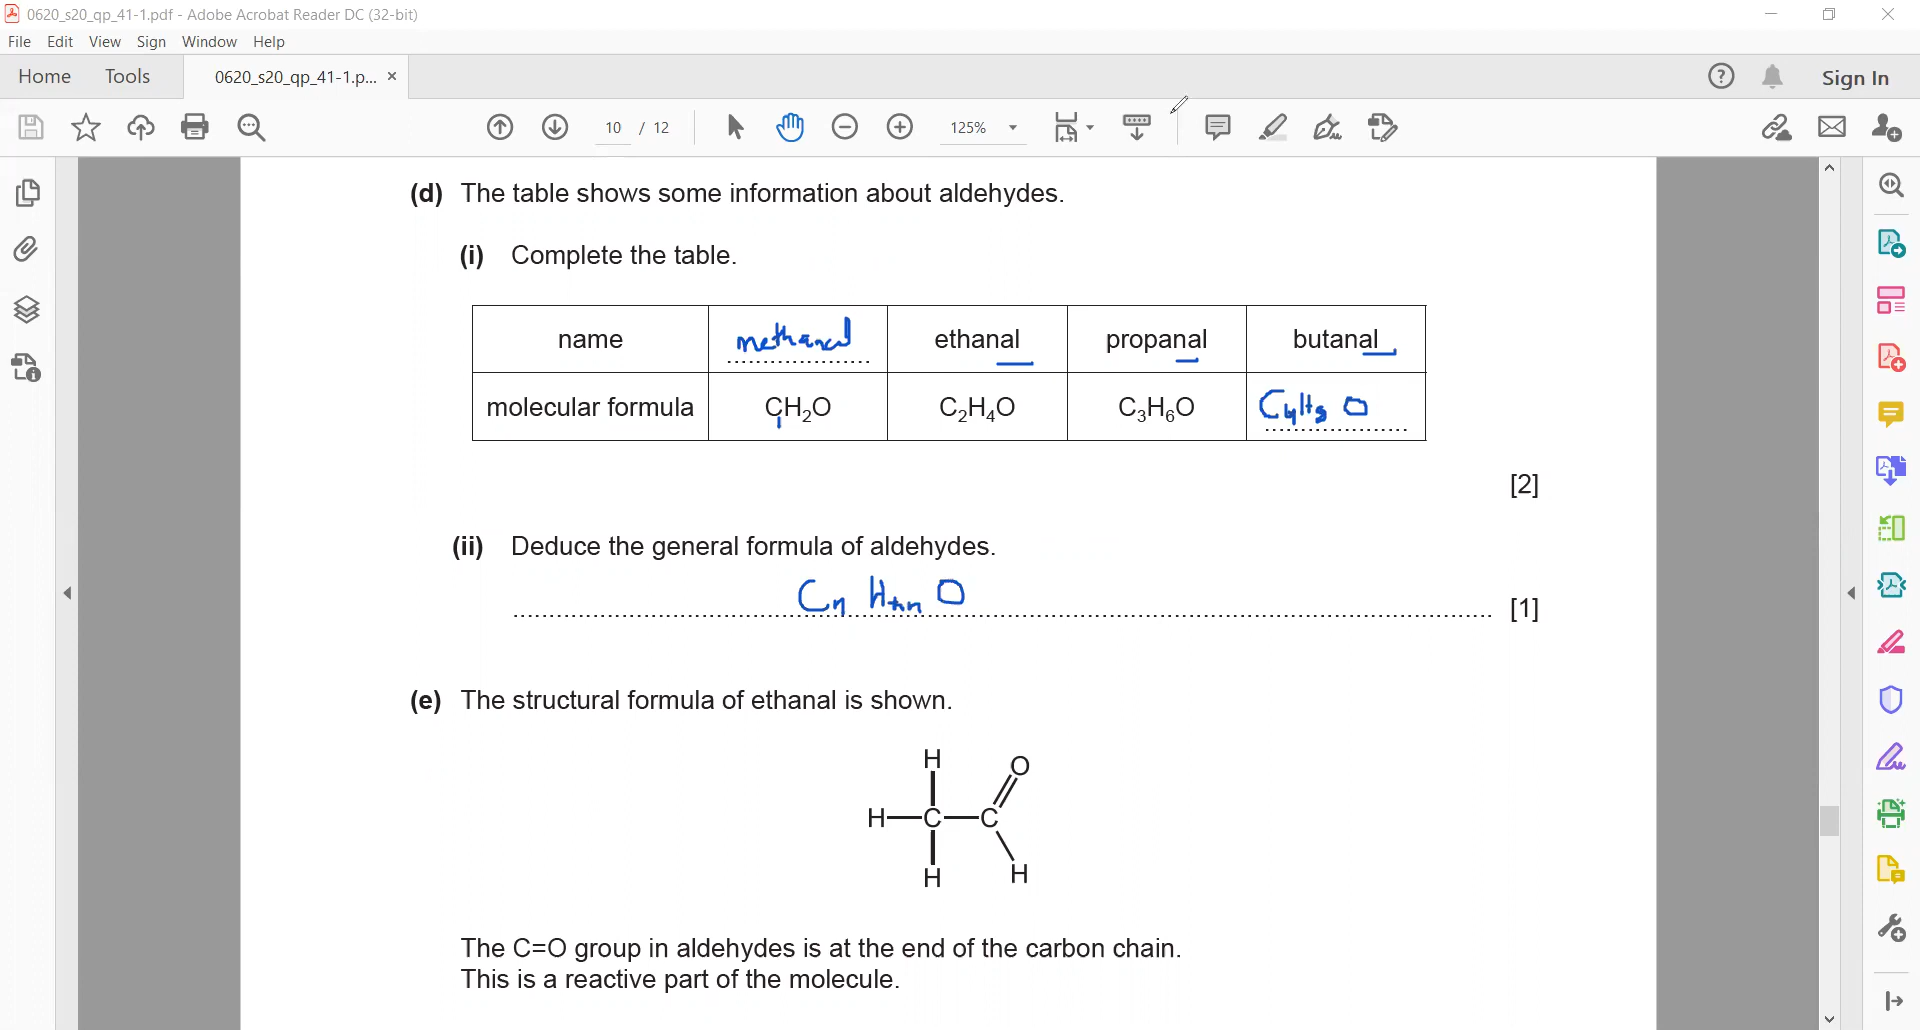 0620_s20_qp_41-1.pdf - Adobe Acrobat Reader DC (32-bit)
File Edit View Sign Window Help
Home Tools 0620_s20_qp_41-1.p... × Sign In
10 / 12 125%
(d) The table shows some information about aldehydes.
(i) Complete the table.
name methanal ethanal propanal butanal
molecular formula CH₂O C₂H₄O C₃H₆O C₄H₈O
[2]
(ii) Deduce the general formula of aldehydes.
Cₙ H₂ₙ O [1]
(e) The structural formula of ethanal is shown.
H O
H C C
H H
The C=O group in aldehydes is at the end of the carbon chain.
This is a reactive part of the molecule.